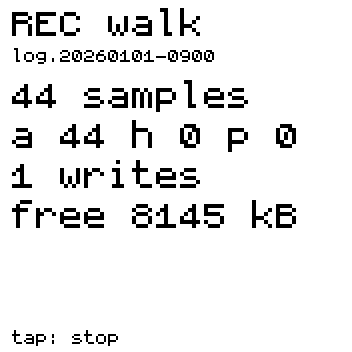 REC walk
log.20260101-0900
44 samples
a 44 h 0 p 0
1 writes
free 8145 kB
tap: stop